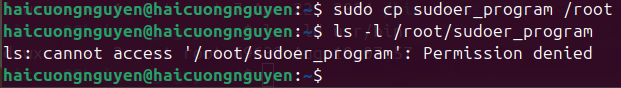 haicuongnguyen@haicuongnguyen:~$ sudo cp sudoer_program /root
haicuongnguyen@haicuongnguyen:~$ ls -l /root/sudoer_program
ls: cannot access '/root/sudoer_program': Permission denied
haicuongnguyen@haicuongnguyen:~$